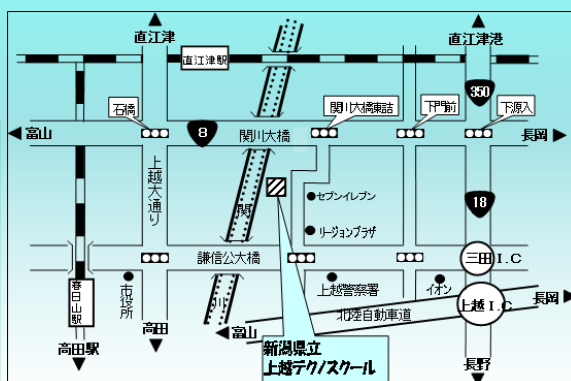 直江津
直江津港
直江津駅
350
石橋
関川大橋東詰
下門前
下源入
富山
8
関川大橋
長岡
上越大通り
関
セブンイレブン
18
リージョンプラザ
謙信公大橋
三田I.C
春日山駅
市役所
川
上越警察署
イオン
上越I.C
長岡
高田
富山
北陸自動車道
高田駅
新潟県立
上越テクノスクール
長野